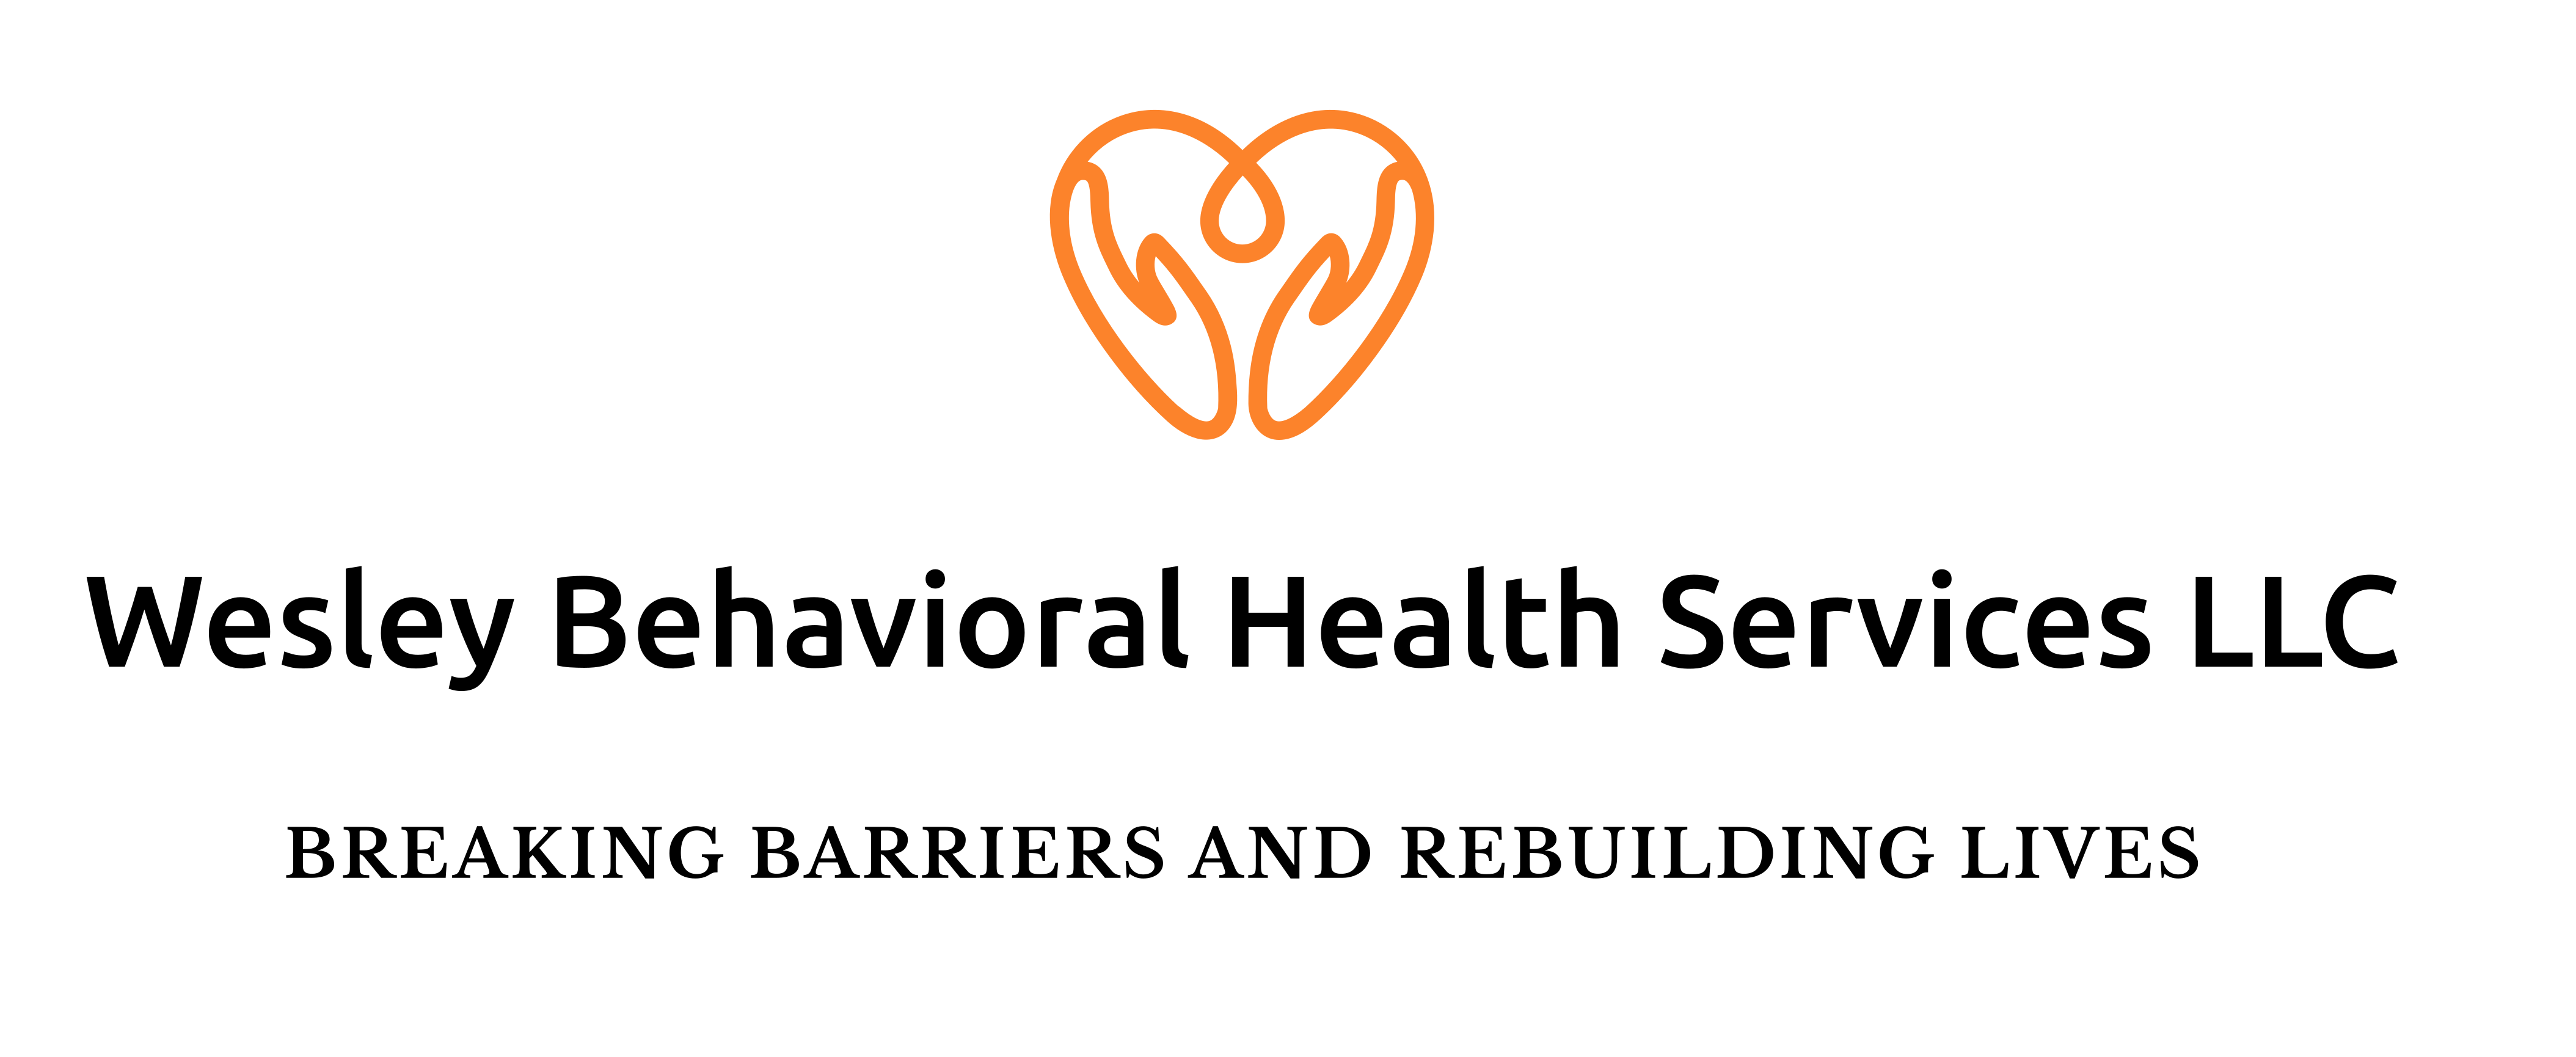 Wesley Behavioral Health Services LLC
BREAKING BARRIERS AND REBUILDING LIVES